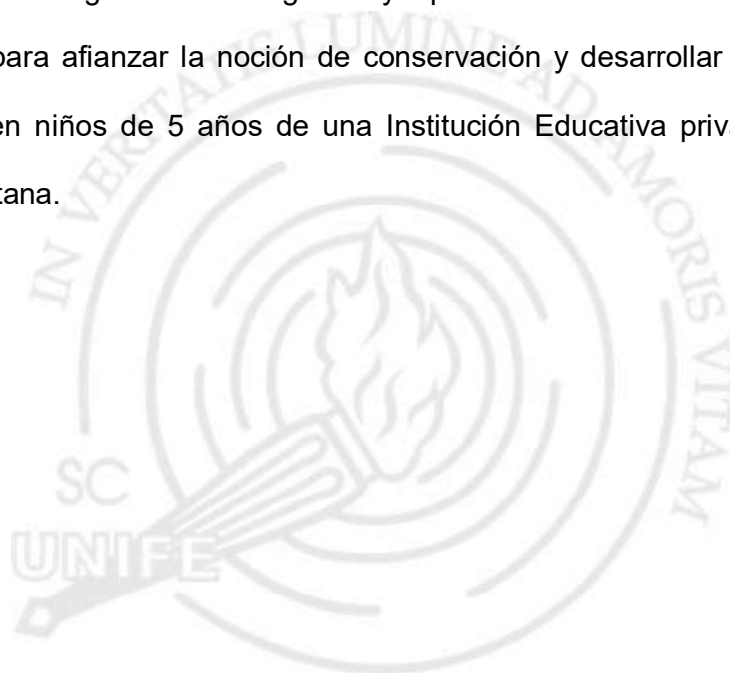 para afianzar la noción de conservación y desarrollar
en niños de 5 años de una Institución Educativa
tana.
IN VERITATIS LUMINE AD AMORIS VITAM
SC
UNIFE